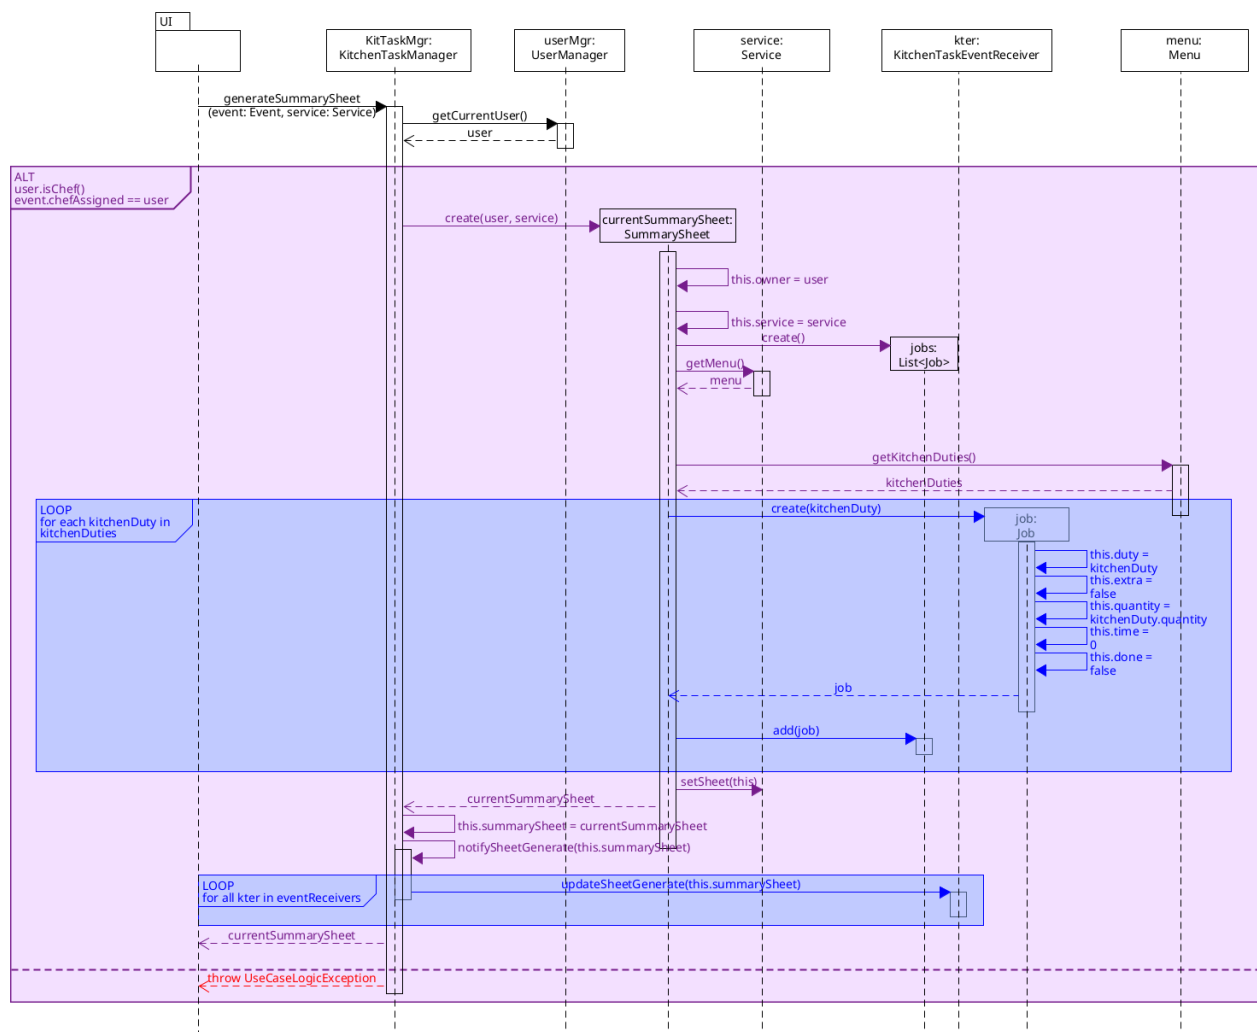 UI
KitTaskMgr:
KitchenTaskManager
userMgr:
UserManager
service:
Service
kter:
KitchenTaskEventReceiver
menu:
Menu
generateSummarySheet
(event: Event, service: Service)
getCurrentUser()
user
ALT
user.isChef()
event.chefAssigned == user
create(user, service)
currentSummarySheet:
SummarySheet
this.owner = user
this.service = service
create()
jobs:
List<Job>
getMenu()
menu
getKitchenDuties()
kitchenDuties
LOOP
for each kitchenDuty in
kitchenDuties
create(kitchenDuty)
job:
Job
this.duty =
kitchenDuty
this.extra =
false
this.quantity =
kitchenDuty.quantity
this.time =
0
this.done =
false
job
add(job)
setSheet(this)
currentSummarySheet
this.summarySheet = currentSummarySheet
notifySheetGenerate(this.summarySheet)
LOOP
for all kter in eventReceivers
updateSheetGenerate(this.summarySheet)
currentSummarySheet
throw UseCaseLogicException